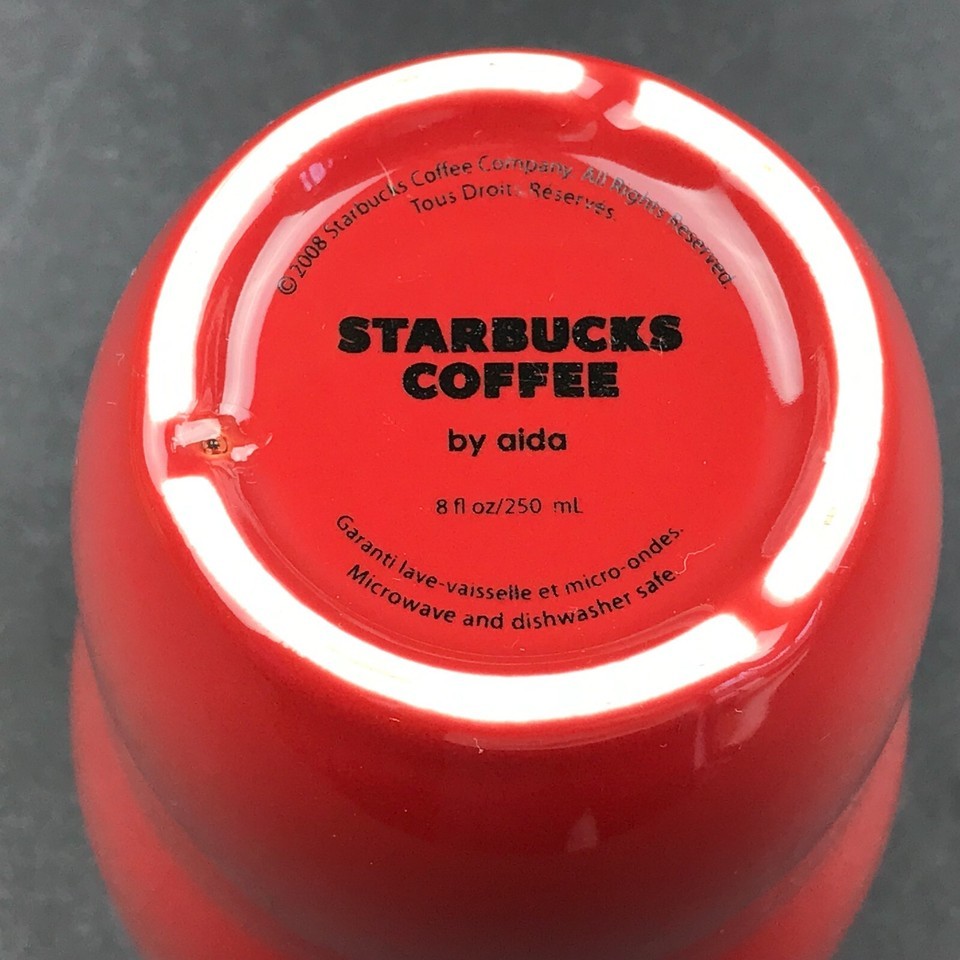 © 2008 Starbucks Coffee Company All Rights Reserved.
Tous Droit. Réservés.
STARBUCKS
COFFEE
by aida
8 fl oz/250 mL
Garanti lave-vaisselle et micro-ondes.
Microwave and dishwasher safe.